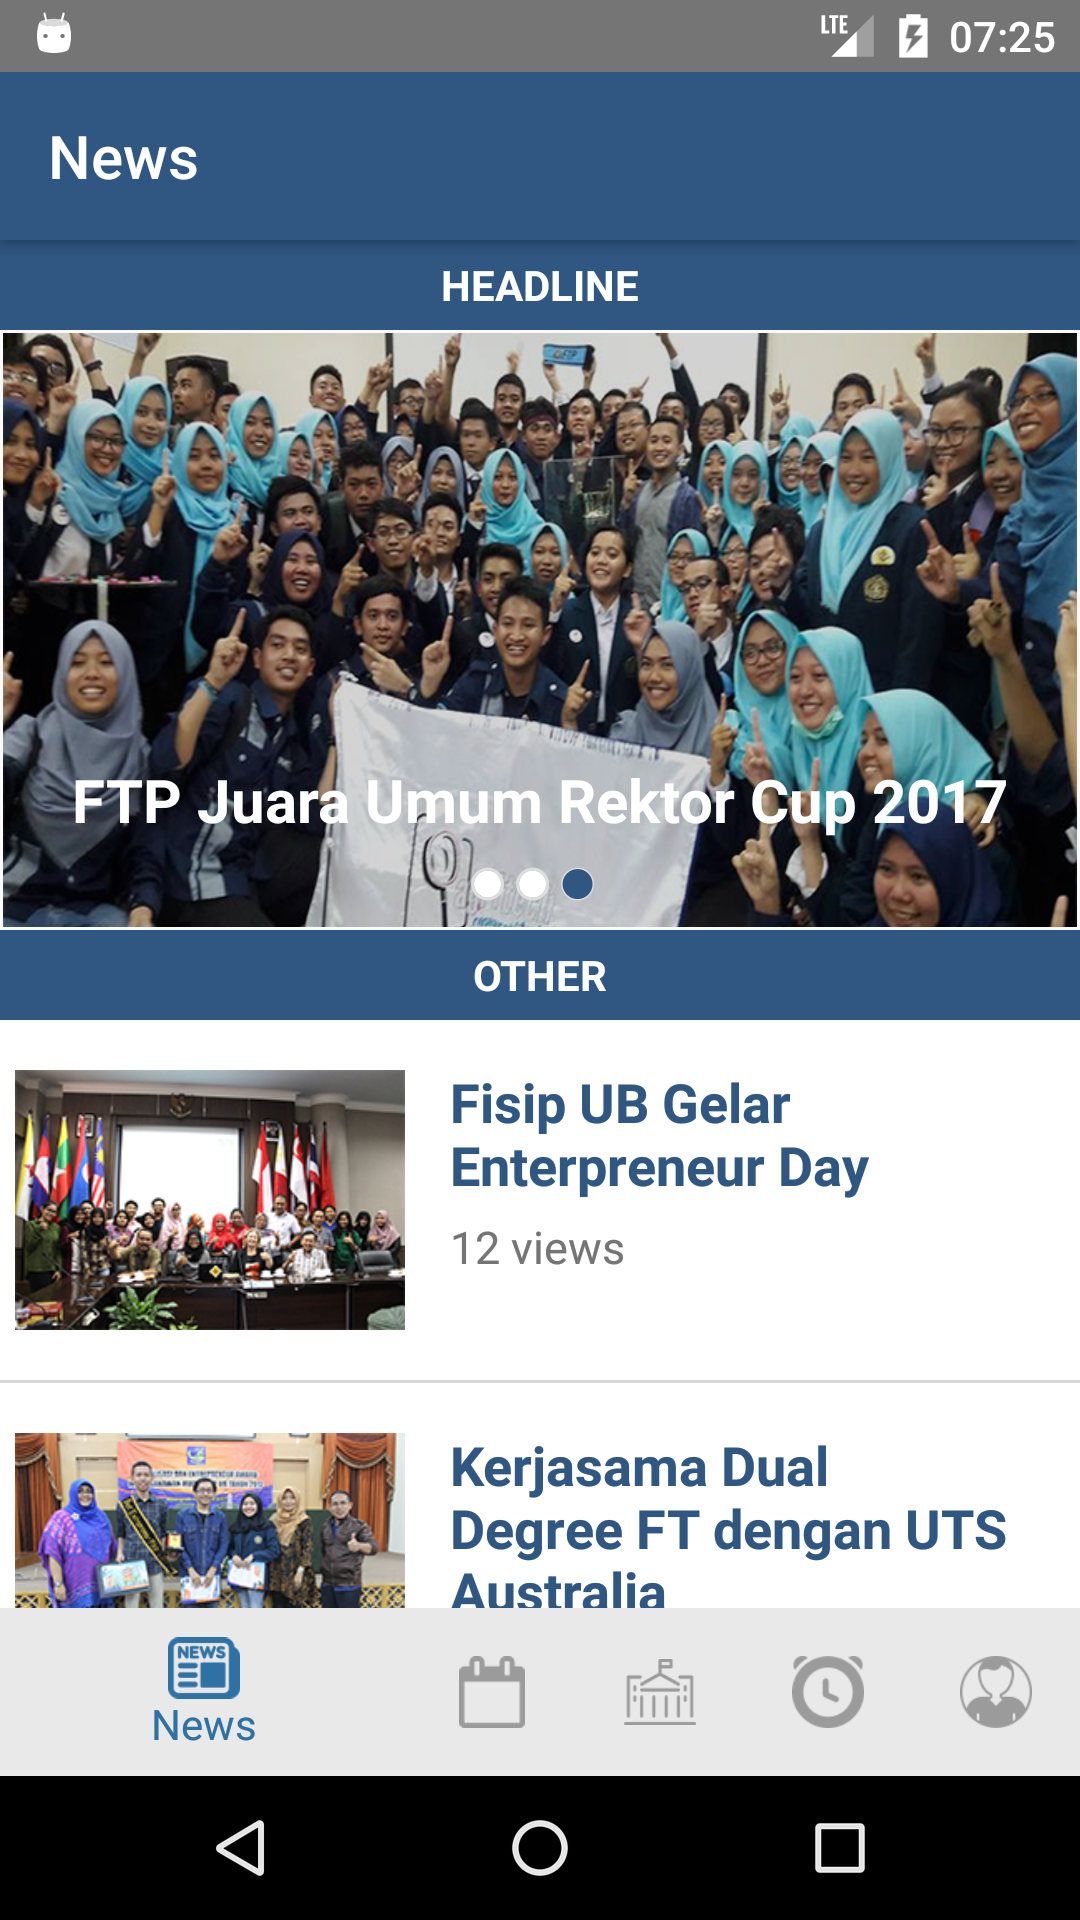 LTE 07:25
News
HEADLINE
FTP Juara Umum Rektor Cup 2017
OTHER
Fisip UB Gelar
Enterpreneur Day
12 views
Kerjasama Dual
Degree FT dengan UTS
Australia
NEWS
News